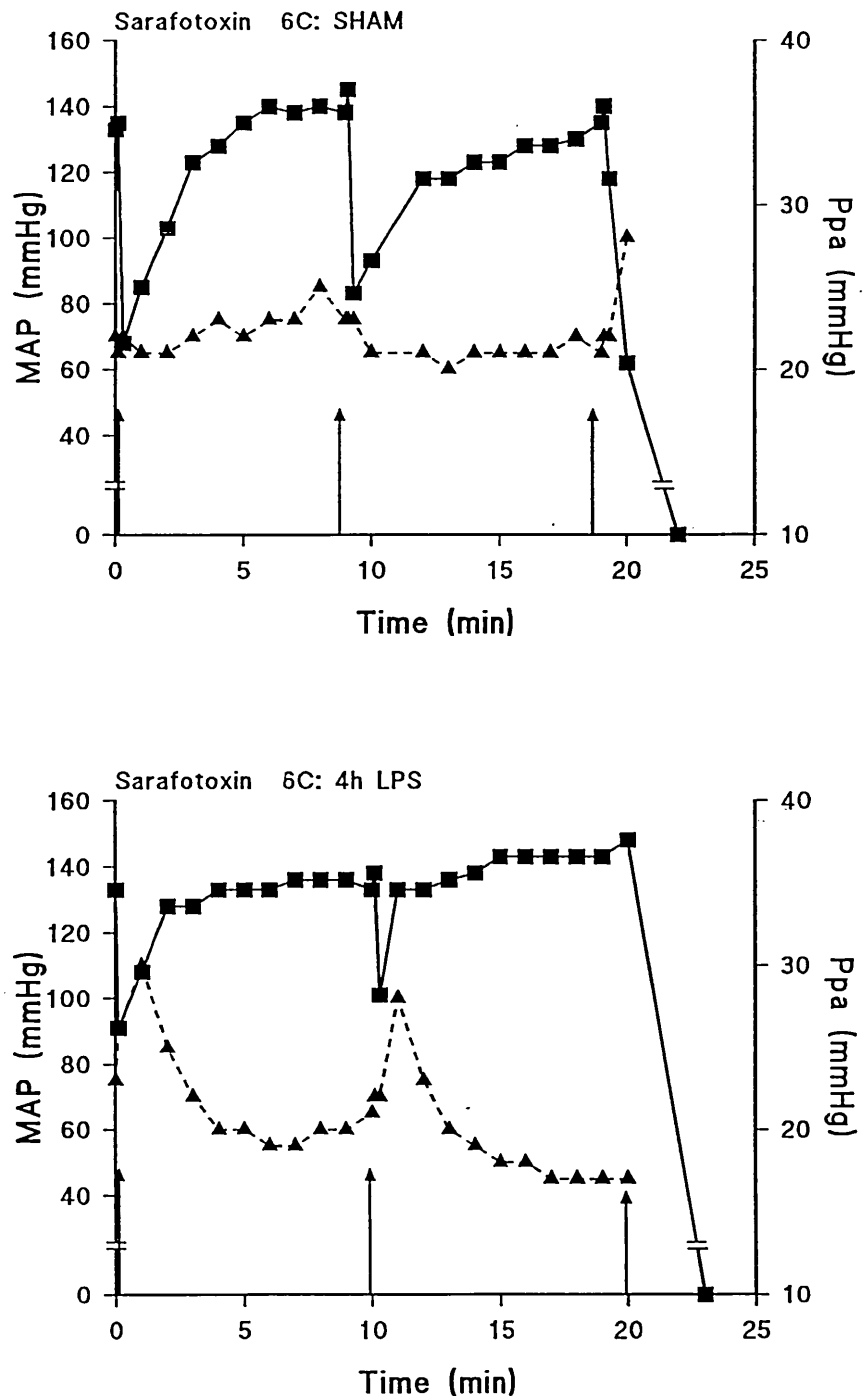 Sarafotoxin 6C: SHAM
160
140
120
100
80
60
40
0
MAP (mmHg)
40
30
20
10
Ppa (mmHg)
0 5 10 15 20 25
Time (min)
Sarafotoxin 6C: 4h LPS
160
140
120
100
80
60
40
0
MAP (mmHg)
40
30
20
10
Ppa (mmHg)
0 5 10 15 20 25
Time (min)